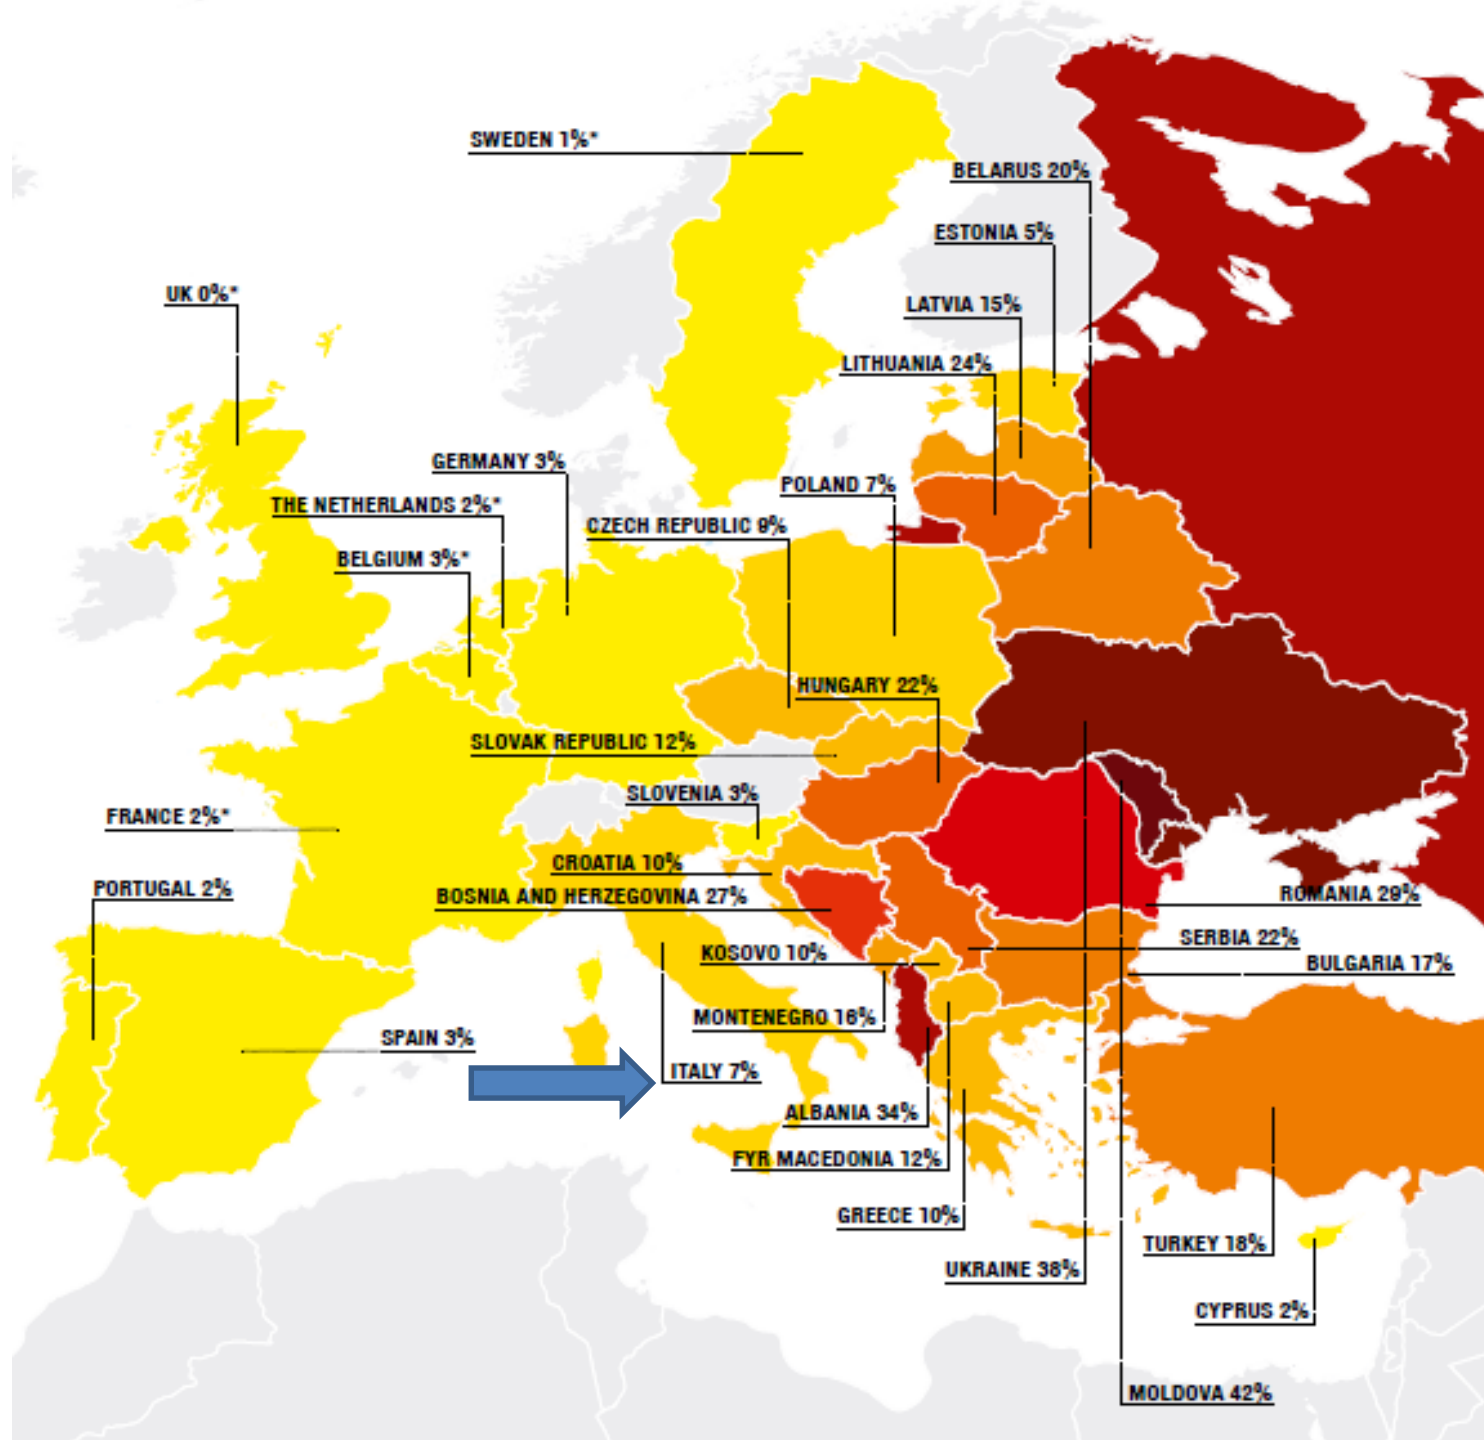 SWEDEN 1%*
BELARUS 20%
ESTONIA 5%
UK 0%*
LATVIA 15%
LITHUANIA 24%
GERMANY 3%
POLAND 7%
THE NETHERLANDS 2%*
CZECH REPUBLIC 9%
BELGIUM 3%*
HUNGARY 22%
SLOVAK REPUBLIC 12%
SLOVENIA 3%
FRANCE 2%*
CROATIA 10%
PORTUGAL 2%
BOSNIA AND HERZEGOVINA 27%
ROMANIA 29%
SERBIA 22%
KOSOVO 10%
BULGARIA 17%
MONTENEGRO 16%
SPAIN 3%
ITALY 7%
ALBANIA 34%
FYR MACEDONIA 12%
GREECE 10%
TURKEY 18%
UKRAINE 38%
CYPRUS 2%
MOLDOVA 42%